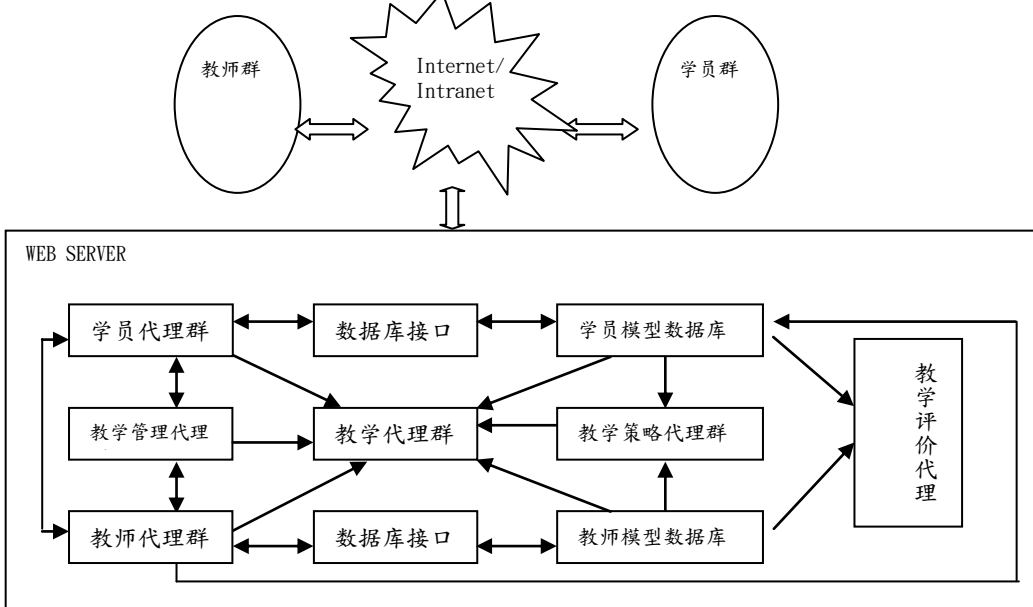 教师群
Internet/
Intranet
学员群
WEB SERVER
学员代理群
数据库接口
学员模型数据库
教学评价代理
教学管理代理
教学代理群
教学策略代理群
教师代理群
数据库接口
教师模型数据库